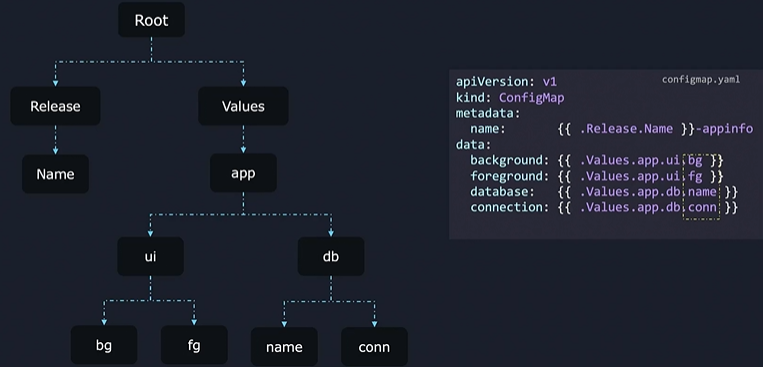 Root
Release
Values
Name
app
ui
db
bg
fg
name
conn
configmap.yaml
apiVersion: v1
kind: ConfigMap
metadata:
  name:       {{ .Release.Name }}-appinfo
data:
  background: {{ .Values.app.ui.bg }}
  foreground: {{ .Values.app.ui.fg }}
  database:   {{ .Values.app.db.name }}
  connection: {{ .Values.app.db.conn }}